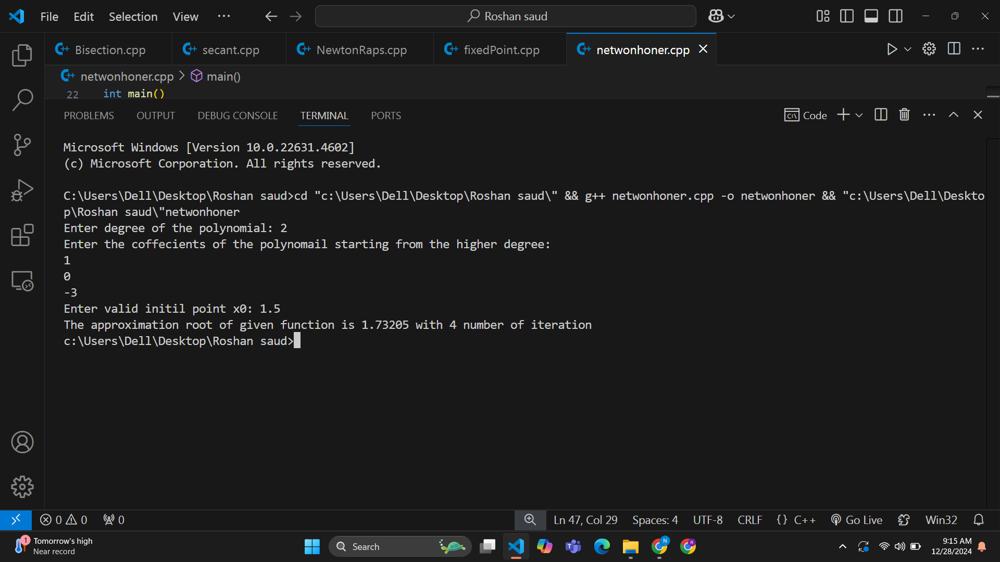 File Edit Selection View ··· Roshan saud
Bisection.cpp secant.cpp NewtonRaps.cpp fixedPoint.cpp netwonhoner.cpp
netwonhoner.cpp > main()
22 int main()
PROBLEMS OUTPUT DEBUG CONSOLE TERMINAL PORTS Code
Microsoft Windows [Version 10.0.22631.4602]
(c) Microsoft Corporation. All rights reserved.
C:\Users\Dell\Desktop\Roshan saud>cd "c:\Users\Dell\Desktop\Roshan saud\" && g++ netwonhoner.cpp -o netwonhoner && "c:\Users\Dell\Deskto
p\Roshan saud\"netwonhoner
Enter degree of the polynomial: 2
Enter the coffecients of the polynomail starting from the higher degree:
1
0
-3
Enter valid initil point x0: 1.5
The approximation root of given function is 1.73205 with 4 number of iteration
c:\Users\Dell\Desktop\Roshan saud>
0 0 0 Ln 47, Col 29 Spaces: 4 UTF-8 CRLF {} C++ Go Live Win32
1 Tomorrow's high
Near record
Search
N
R
9:15 AM
12/28/2024